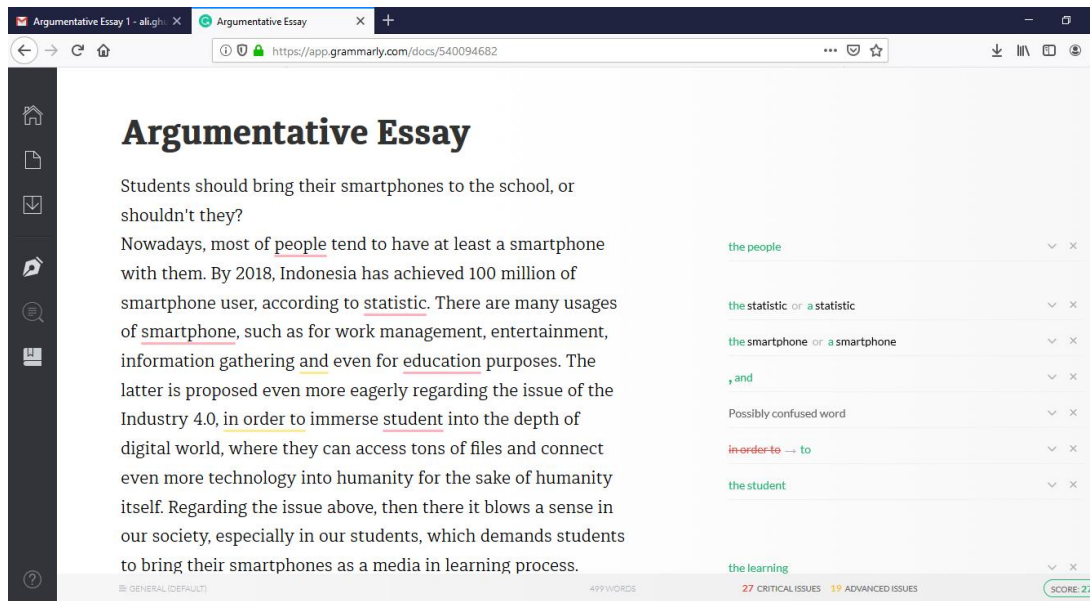 Argumentative Essay 1 - ali.gh
Argumentative Essay
https://app.grammarly.com/docs/540094682
Argumentative Essay
Students should bring their smartphones to the school, or
shouldn't they?
Nowadays, most of people tend to have at least a smartphone
the people
with them. By 2018, Indonesia has achieved 100 million of
smartphone user, according to statistic. There are many usages
the statistic or a statistic
of smartphone, such as for work management, entertainment,
the smartphone or a smartphone
information gathering and even for education purposes. The
, and
latter is proposed even more eagerly regarding the issue of the
Possibly confused word
Industry 4.0, in order to immerse student into the depth of
in order to → to
digital world, where they can access tons of files and connect
even more technology into humanity for the sake of humanity
the student
itself. Regarding the issue above, then there it blows a sense in
our society, especially in our students, which demands students
to bring their smartphones as a media in learning process.
the learning
GENERAL (DEFAULT)
499 WORDS
27 CRITICAL ISSUES 19 ADVANCED ISSUES
SCORE: 27